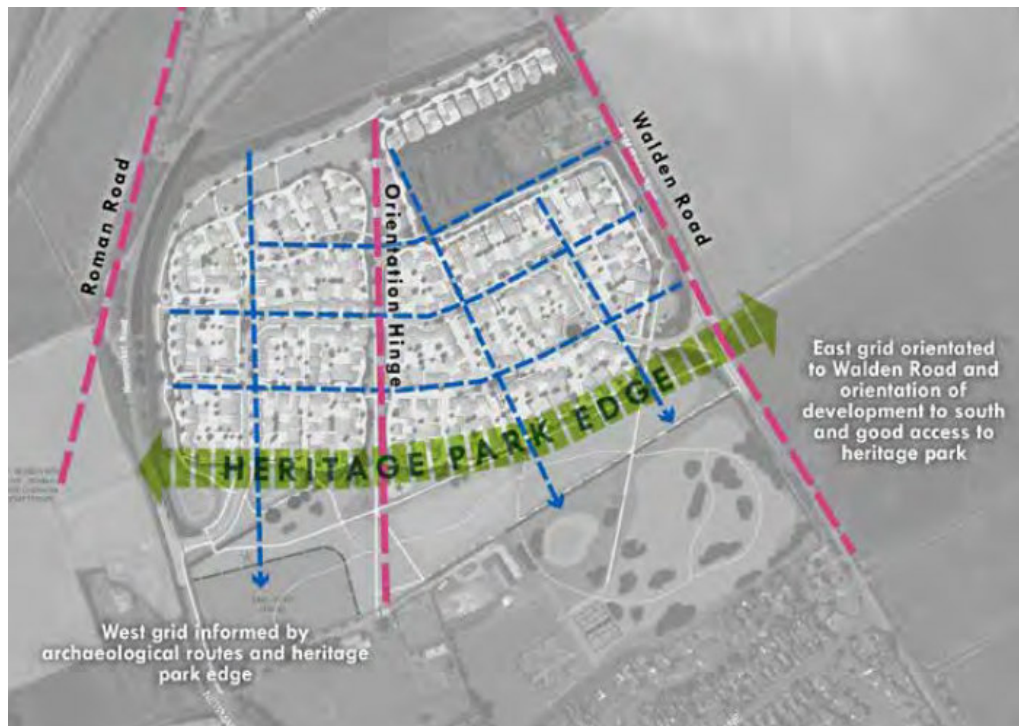 Roman Road
Orientation Hinge
Walden Road
HERITAGE PARK EDGE
East grid orientated
to Walden Road and
orientation of
development to south
and good access to
heritage park
West grid informed by
archaeological routes and heritage
park edge